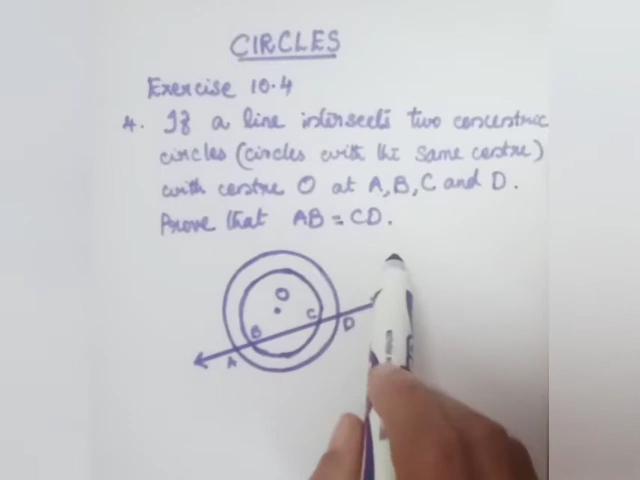 CIRCLES
Exercise 10.4
4. If a line intersects two concentric
circles (circles with the same centre)
with centre O at A, B, C and D.
Prove that AB = CD.
O
C
B
D
A